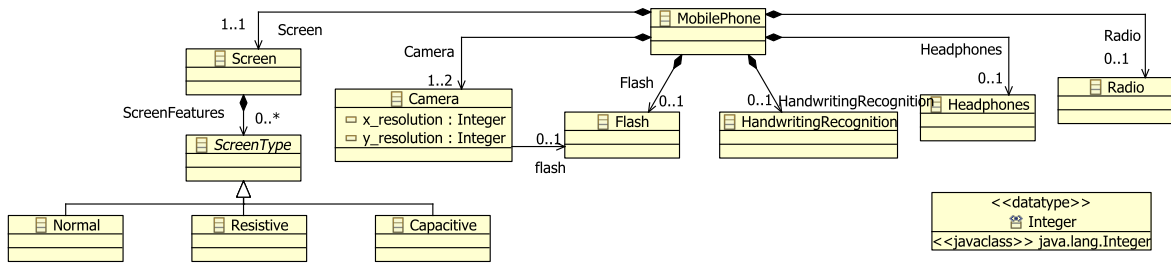 MobilePhone
1..1
Screen
Screen
ScreenFeatures
0..*
ScreenType
Normal
Resistive
Capacitive
Camera
1..2
Camera
x_resolution : Integer
y_resolution : Integer
0..1
flash
Flash
0..1
Flash
0..1
HandwritingRecognition
HandwritingRecognition
Headphones
0..1
Headphones
Radio
0..1
Radio
<<datatype>>
Integer
<<javaclass>> java.lang.Integer